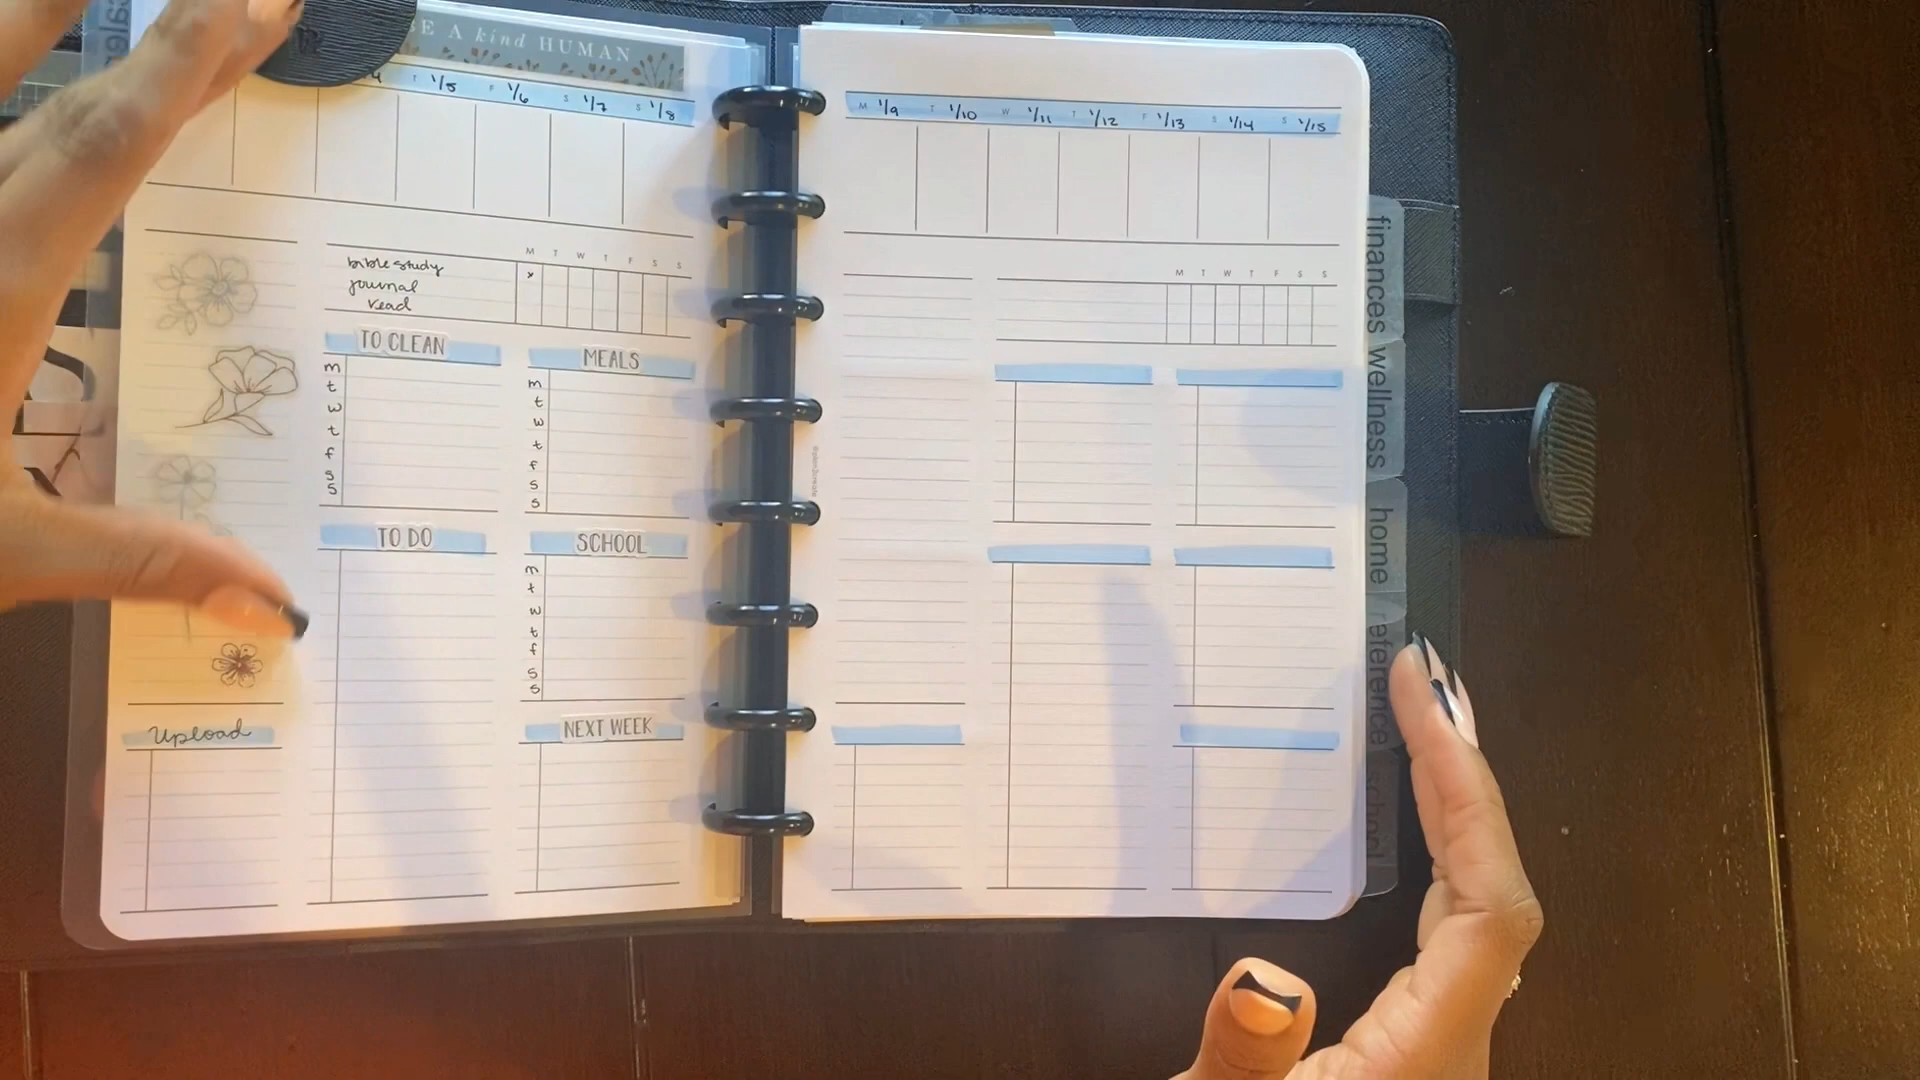 BE A kind HUMAN
T 1/5 F 1/6 S 1/7 S 1/8
M T W T F S S
bible study x
journal
read
TO CLEAN
m
t
w
t
f
s
s
MEALS
m
t
w
t
f
s
s
TO DO
SCHOOL
m
t
w
t
f
s
s
Upload
NEXT WEEK
M 1/9 T 1/10 W 1/11 T 1/12 F 1/13 S 1/14 S 1/15
M T W T F S S
finances
wellness
home
reference
school